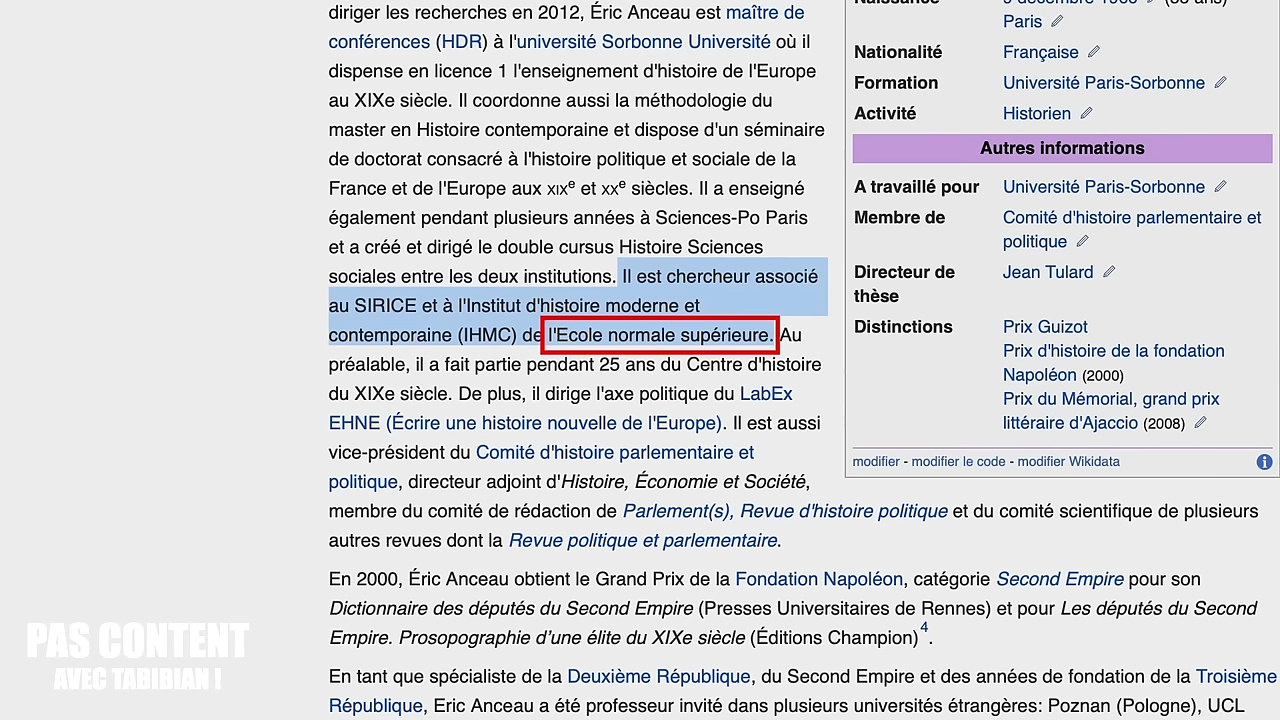 diriger les recherches en 2012, Éric Anceau est maître de
conférences (HDR) à l'université Sorbonne Université où il
dispense en licence 1 l'enseignement d'histoire de l'Europe
au XIXe siècle. Il coordonne aussi la méthodologie du
master en Histoire contemporaine et dispose d'un séminaire
de doctorat consacré à l'histoire politique et sociale de la
France et de l'Europe aux XIXe et XXe siècles. Il a enseigné
également pendant plusieurs années à Sciences-Po Paris
et a créé et dirigé le double cursus Histoire Sciences
sociales entre les deux institutions. Il est chercheur associé
au SIRICE et à l'Institut d'histoire moderne et
contemporaine (IHMC) de l'Ecole normale supérieure. Au
préalable, il a fait partie pendant 25 ans du Centre d'histoire
du XIXe siècle. De plus, il dirige l'axe politique du LabEx
EHNE (Écrire une histoire nouvelle de l'Europe). Il est aussi
vice-président du Comité d'histoire parlementaire et
politique, directeur adjoint d'Histoire, Économie et Société,
membre du comité de rédaction de Parlement(s), Revue d'histoire politique et du comité scientifique de plusieurs
autres revues dont la Revue politique et parlementaire.
En 2000, Éric Anceau obtient le Grand Prix de la Fondation Napoléon, catégorie Second Empire pour son
Dictionnaire des députés du Second Empire (Presses Universitaires de Rennes) et pour Les députés du Second
Empire. Prosopographie d’une élite du XIXe siècle (Éditions Champion)4.
En tant que spécialiste de la Deuxième République, du Second Empire et des années de fondation de la Troisième
République, Eric Anceau a été professeur invité dans plusieurs universités étrangères: Poznan (Pologne), UCL
Paris
Nationalité Française
Formation Université Paris-Sorbonne
Activité Historien
Autres informations
A travaillé pour Université Paris-Sorbonne
Membre de Comité d'histoire parlementaire et
politique
Directeur de Jean Tulard
thèse
Distinctions Prix Guizot
Prix d'histoire de la fondation
Napoléon (2000)
Prix du Mémorial, grand prix
littéraire d'Ajaccio (2008)
modifier - modifier le code - modifier Wikidata
PAS CONTENT
AVEC TABIBIAN !